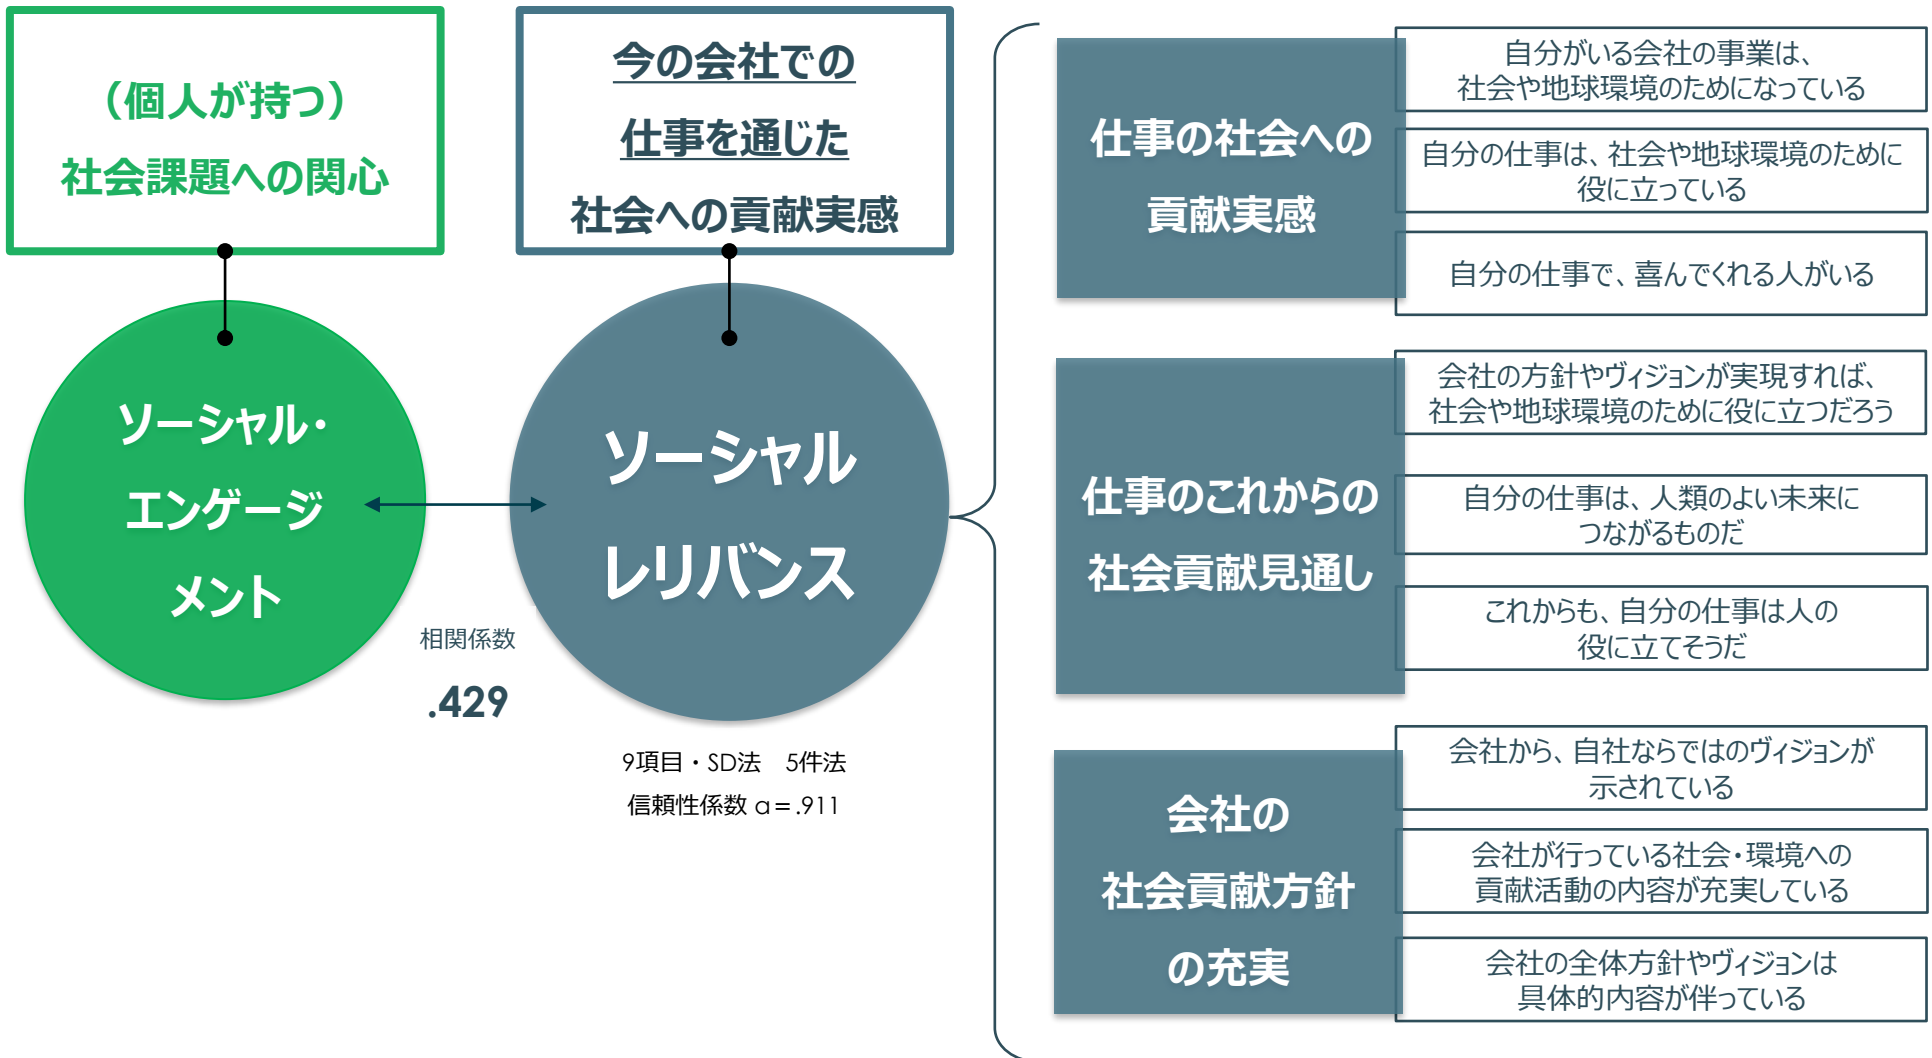 （個人が持つ）
社会課題への関心
今の会社での
仕事を通じた
社会への貢献実感
ソーシャル・
エンゲージ
メント
ソーシャル
レリバンス
相関係数
.429
9項目・SD法　5件法
信頼性係数 α＝.911
仕事の社会への
貢献実感
自分がいる会社の事業は、
社会や地球環境のためになっている
自分の仕事は、社会や地球環境のために
役に立っている
自分の仕事で、喜んでくれる人がいる
仕事のこれからの
社会貢献見通し
会社の方針やヴィジョンが実現すれば、
社会や地球環境のために役に立つだろう
自分の仕事は、人類のよい未来に
つながるものだ
これからも、自分の仕事は人の
役に立てそうだ
会社の
社会貢献方針
の充実
会社から、自社ならではのヴィジョンが
示されている
会社が行っている社会・環境への
貢献活動の内容が充実している
会社の全体方針やヴィジョンは
具体的内容が伴っている